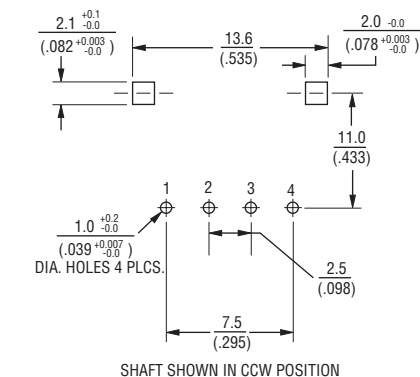 2.1 +0.1 -0.0
(.082 +0.003 -0.0 )
13.6
(.535)
2.0 -0.0
(.078 +0.003 -0.0 )
11.0
(.433)
1 2 3 4
1.0 +0.2 -0.0
(.039 +0.007 -0.0 )
DIA. HOLES 4 PLCS.
2.5
(.098)
7.5
(.295)
SHAFT SHOWN IN CCW POSITION